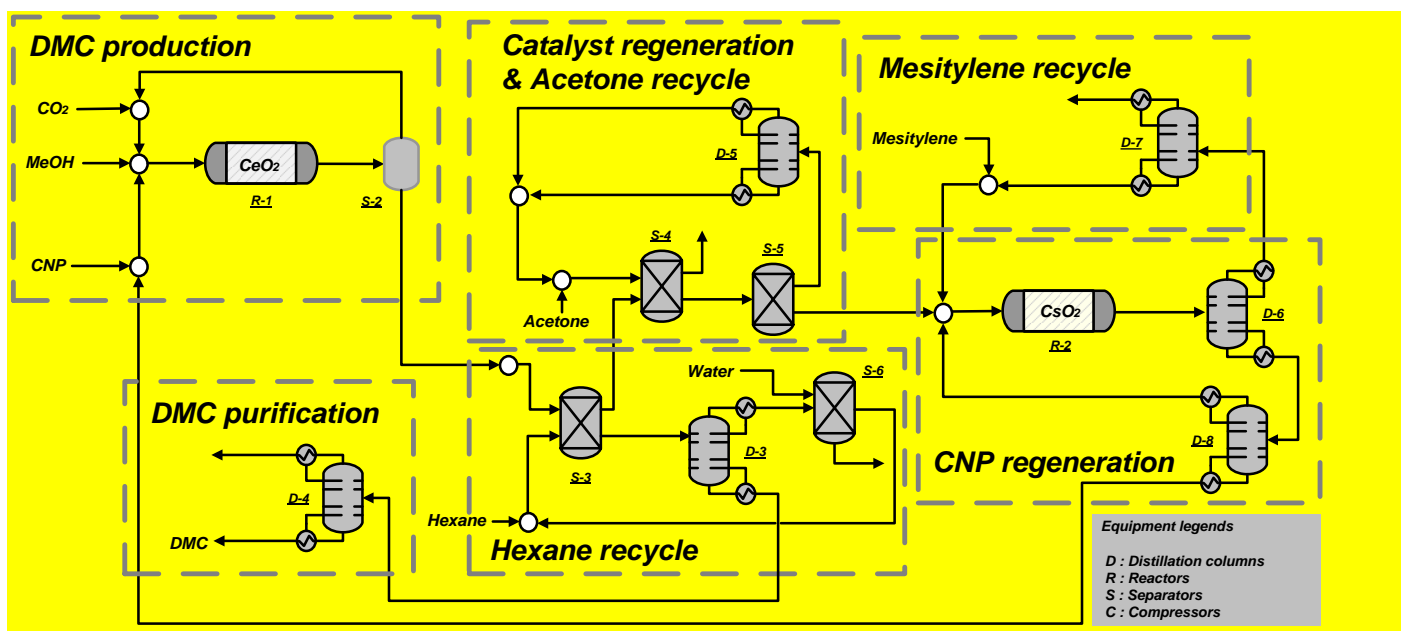 DMC production
CO₂
MeOH
CNP
CeO₂
R-1
S-2
Catalyst regeneration
& Acetone recycle
D-5
S-4
S-5
Acetone
Mesitylene recycle
Mesitylene
D-7
CsO₂
R-2
D-6
D-8
CNP regeneration
DMC purification
D-4
DMC
Water
S-6
S-3
D-3
Hexane
Hexane recycle
Equipment legends
D : Distillation columns
R : Reactors
S : Separators
C : Compressors